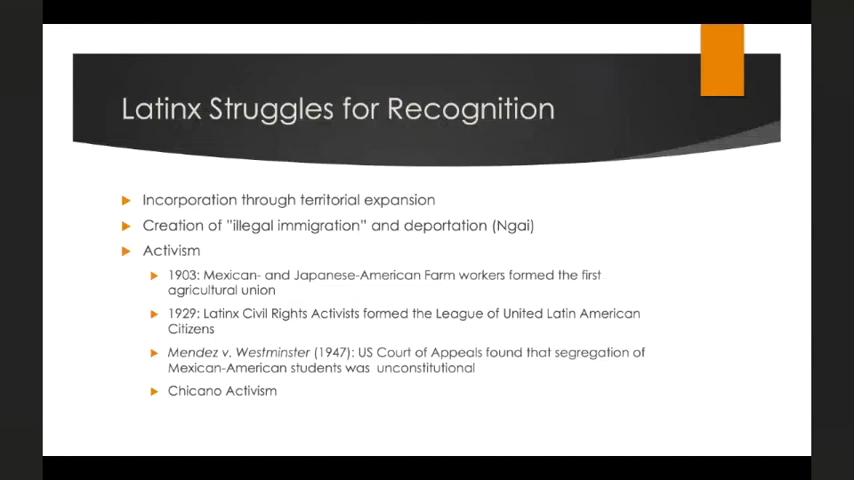 Latinx Struggles for Recognition
Incorporation through territorial expansion
Creation of "illegal immigration" and deportation (Ngai)
Activism
1903: Mexican- and Japanese-American Farm workers formed the first
agricultural union
1929: Latinx Civil Rights Activists formed the League of United Latin American
Citizens
Mendez v. Westminster (1947): US Court of Appeals found that segregation of
Mexican-American students was unconstitutional
Chicano Activism